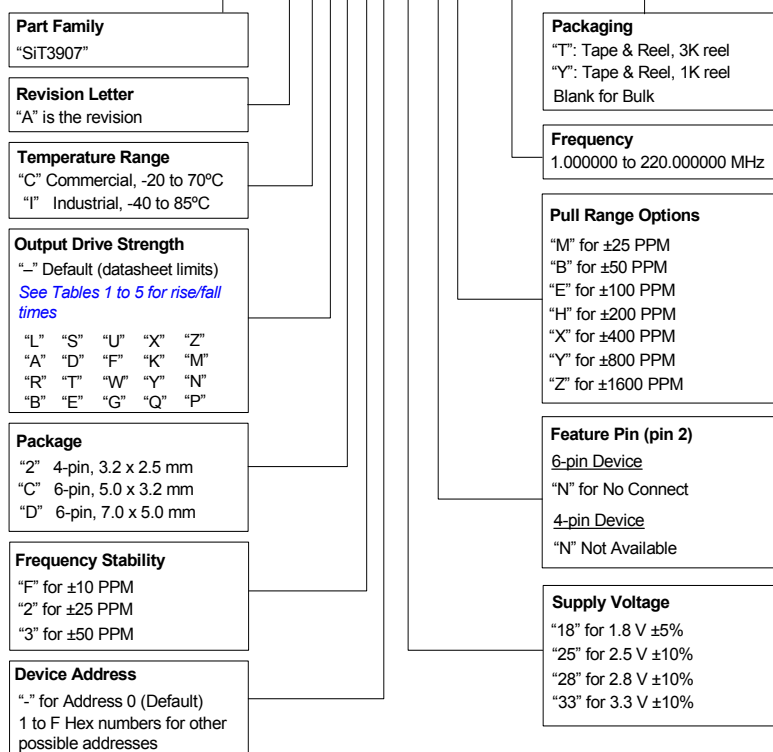 Part Family
“SiT3907”
Revision Letter
“A” is the revision
Temperature Range
“C” Commercial, -20 to 70ºC
“I” Industrial, -40 to 85ºC
Output Drive Strength
“–” Default (datasheet limits)
See Tables 1 to 5 for rise/fall
times
“L” “S” “U” “X” “Z”
“A” “D” “F” “K” “M”
“R” “T” “W” “Y” “N”
“B” “E” “G” “Q” “P”
Package
“2” 4-pin, 3.2 x 2.5 mm
“C” 6-pin, 5.0 x 3.2 mm
“D” 6-pin, 7.0 x 5.0 mm
Frequency Stability
“F” for ±10 PPM
“2” for ±25 PPM
“3” for ±50 PPM
Device Address
“-” for Address 0 (Default)
1 to F Hex numbers for other
possible addresses
Packaging
“T”: Tape & Reel, 3K reel
“Y”: Tape & Reel, 1K reel
Blank for Bulk
Frequency
1.000000 to 220.000000 MHz
Pull Range Options
“M” for ±25 PPM
“B” for ±50 PPM
“E” for ±100 PPM
“H” for ±200 PPM
“X” for ±400 PPM
“Y” for ±800 PPM
“Z” for ±1600 PPM
Feature Pin (pin 2)
6-pin Device
“N” for No Connect
4-pin Device
“N” Not Available
Supply Voltage
“18” for 1.8 V ±5%
“25” for 2.5 V ±10%
“28” for 2.8 V ±10%
“33” for 3.3 V ±10%